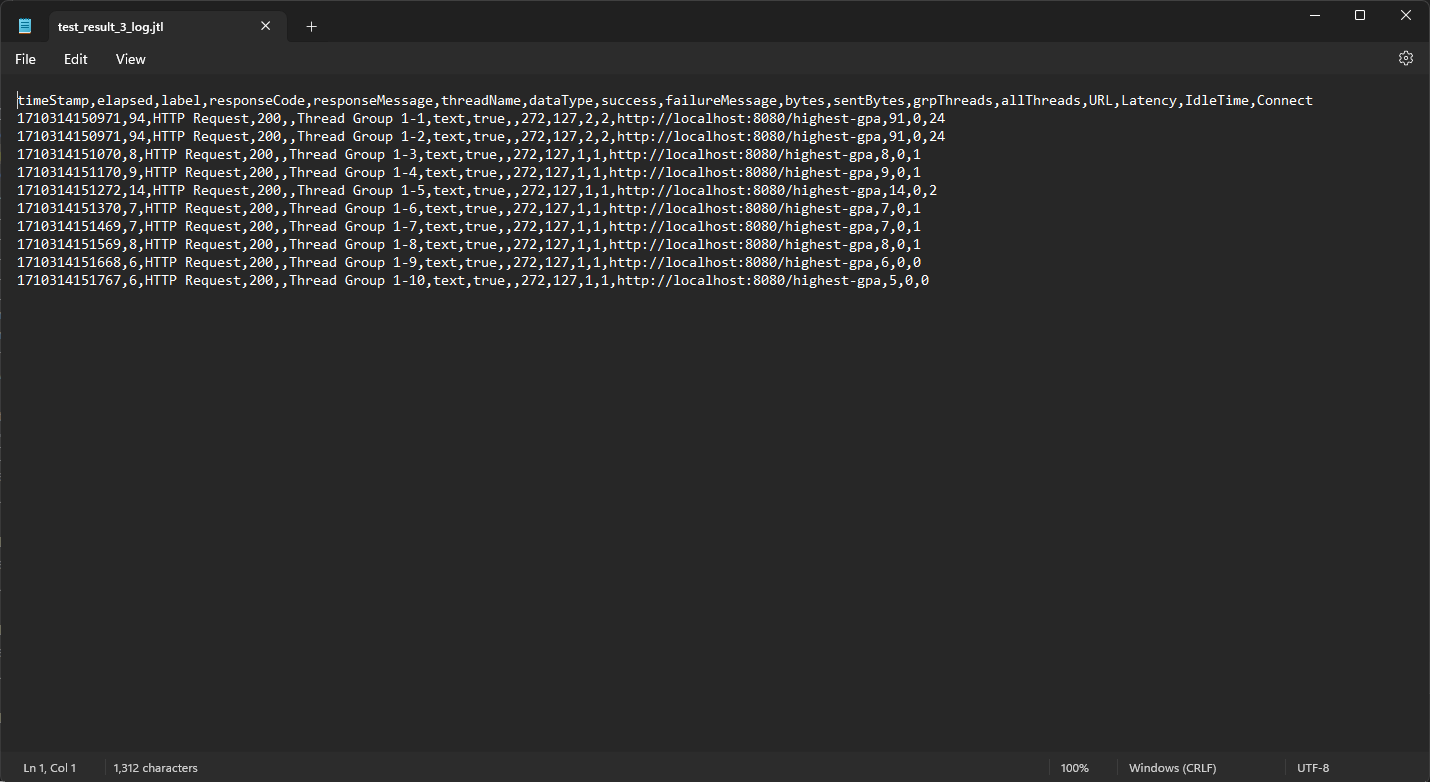 test_result_3_log.jtl
File Edit View
timeStamp,elapsed,label,responseCode,responseMessage,threadName,dataType,success,failureMessage,bytes,sentBytes,grpThreads,allThreads,URL,Latency,IdleTime,Connect
1710314150971,94,HTTP Request,200,,Thread Group 1-1,text,true,,272,127,2,2,http://localhost:8080/highest-gpa,91,0,24
1710314150971,94,HTTP Request,200,,Thread Group 1-2,text,true,,272,127,2,2,http://localhost:8080/highest-gpa,91,0,24
1710314151070,8,HTTP Request,200,,Thread Group 1-3,text,true,,272,127,1,1,http://localhost:8080/highest-gpa,8,0,1
1710314151170,9,HTTP Request,200,,Thread Group 1-4,text,true,,272,127,1,1,http://localhost:8080/highest-gpa,9,0,1
1710314151272,14,HTTP Request,200,,Thread Group 1-5,text,true,,272,127,1,1,http://localhost:8080/highest-gpa,14,0,2
1710314151370,7,HTTP Request,200,,Thread Group 1-6,text,true,,272,127,1,1,http://localhost:8080/highest-gpa,7,0,1
1710314151469,7,HTTP Request,200,,Thread Group 1-7,text,true,,272,127,1,1,http://localhost:8080/highest-gpa,7,0,1
1710314151569,8,HTTP Request,200,,Thread Group 1-8,text,true,,272,127,1,1,http://localhost:8080/highest-gpa,8,0,1
1710314151668,6,HTTP Request,200,,Thread Group 1-9,text,true,,272,127,1,1,http://localhost:8080/highest-gpa,6,0,0
1710314151767,6,HTTP Request,200,,Thread Group 1-10,text,true,,272,127,1,1,http://localhost:8080/highest-gpa,5,0,0
Ln 1, Col 1 1,312 characters 100% Windows (CRLF) UTF-8